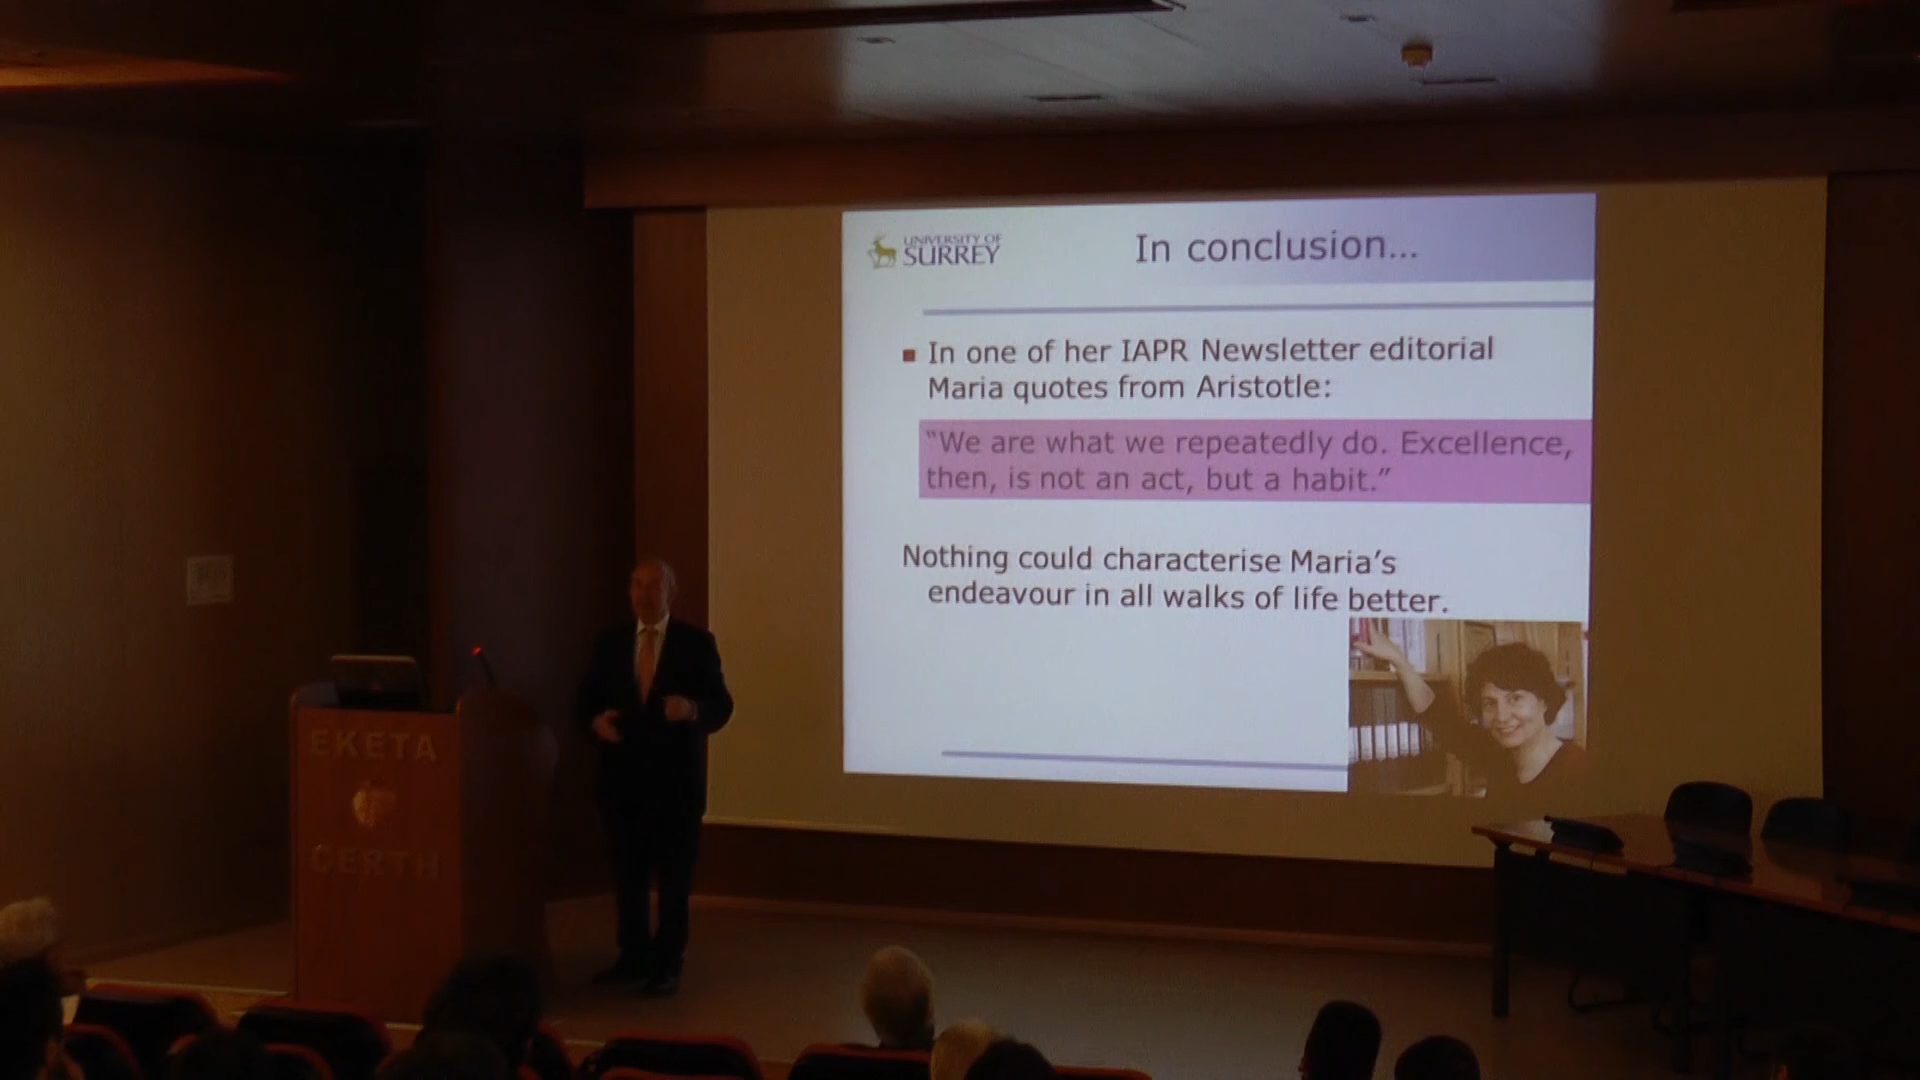 UNIVERSITY OF
SURREY
In conclusion...
In one of her IAPR Newsletter editorial
Maria quotes from Aristotle:
“We are what we repeatedly do. Excellence,
then, is not an act, but a habit.”
Nothing could characterise Maria’s
endeavour in all walks of life better.
EKETA
CERTH